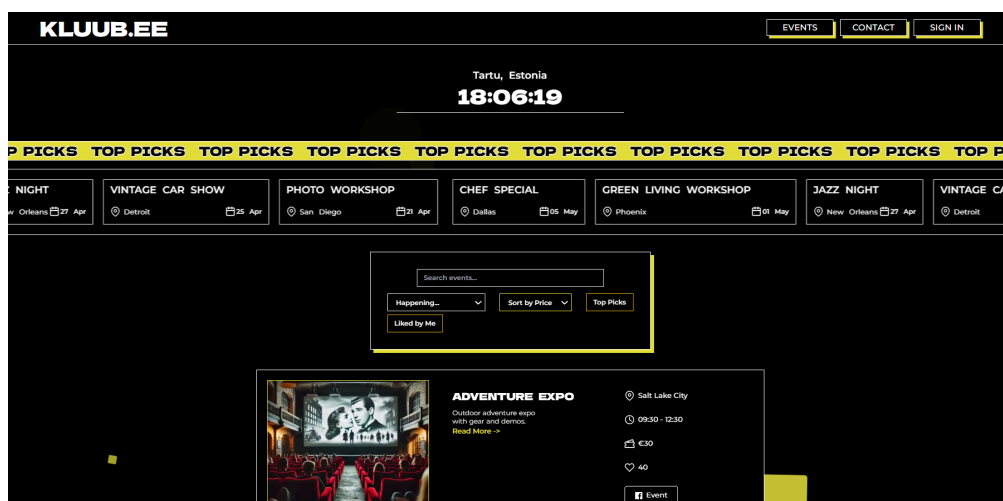 KLUUB.EE
EVENTS CONTACT SIGN IN
Tartu, Estonia
18:06:19
PICKS TOP PICKS TOP PICKS TOP PICKS TOP PICKS TOP PICKS TOP PICKS TOP PICKS TOP PICKS TOP
NIGHT VINTAGE CAR SHOW PHOTO WORKSHOP CHEF SPECIAL GREEN LIVING WORKSHOP JAZZ NIGHT VINTAGE
Orleans 27 Apr Detroit 25 Apr San Diego 21 Apr Dallas 05 May Phoenix 01 May New Orleans 27 Apr Detroit
Search events...
Happening... Sort by Price Top Picks
Liked by Me
ADVENTURE EXPO
Outdoor adventure expo
with gear and demos.
Read More ->
Salt Lake City
09:30 - 12:30
€30
40
Event